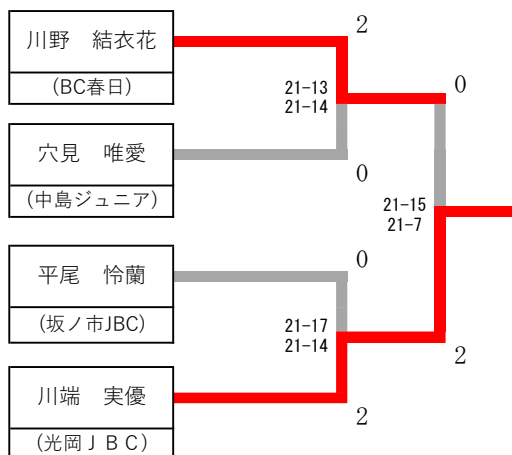 川野　結衣花
(BC春日)
穴見　唯愛
(中島ジュニア)
平尾　怜蘭
(坂ノ市JBC)
川端　実優
(光岡ＪＢＣ)
2
21-13
21-14
0
0
21-17
21-14
2
0
21-15
21-7
2